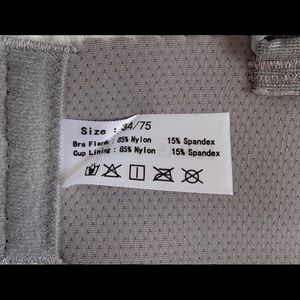 Size : 34/75
Bra Flank : 85% Nylon 15% Spandex
Cup Lining : 85% Nylon 15% Spandex